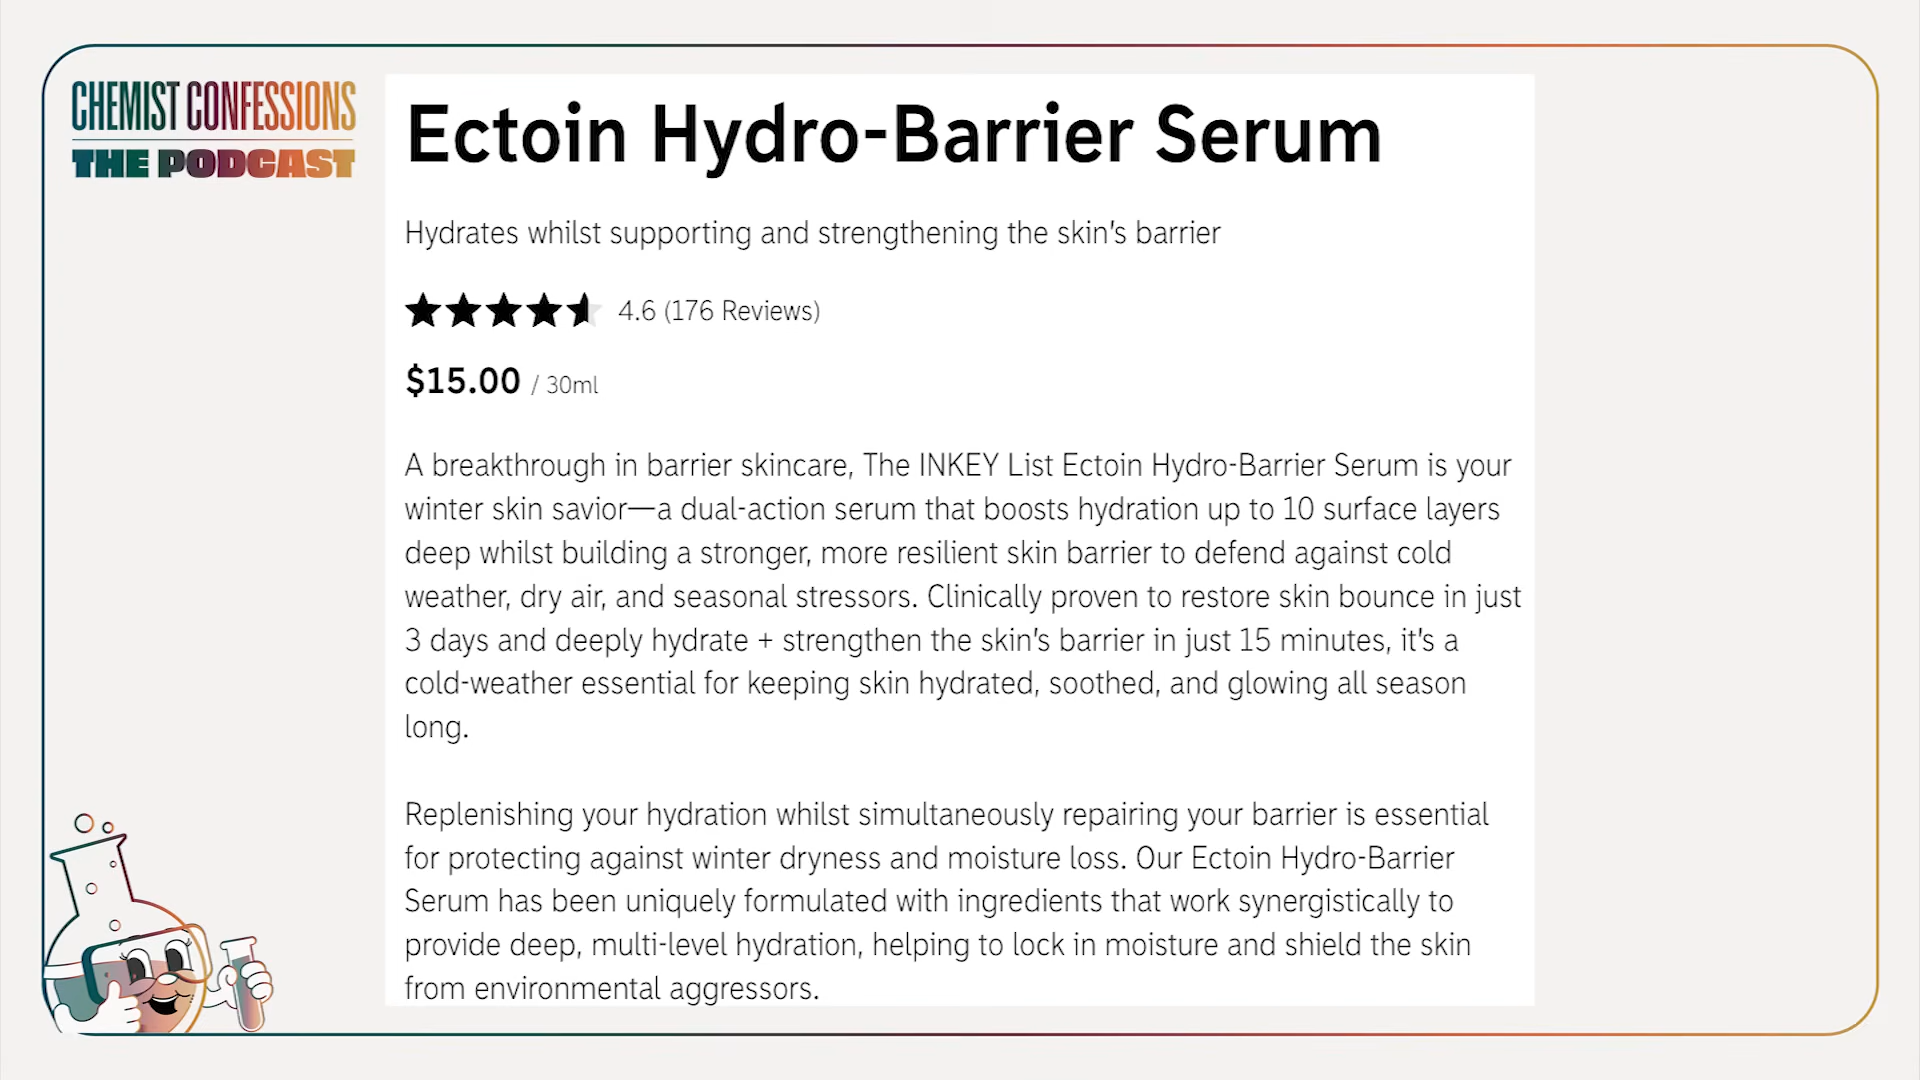 CHEMIST CONFESSIONS
THE PODCAST
Ectoin Hydro-Barrier Serum
Hydrates whilst supporting and strengthening the skin's barrier
4.6 (176 Reviews)
$15.00 / 30ml
A breakthrough in barrier skincare, The INKEY List Ectoin Hydro-Barrier Serum is your
winter skin savior—a dual-action serum that boosts hydration up to 10 surface layers
deep whilst building a stronger, more resilient skin barrier to defend against cold
weather, dry air, and seasonal stressors. Clinically proven to restore skin bounce in just
3 days and deeply hydrate + strengthen the skin's barrier in just 15 minutes, it's a
cold-weather essential for keeping skin hydrated, soothed, and glowing all season
long.
Replenishing your hydration whilst simultaneously repairing your barrier is essential
for protecting against winter dryness and moisture loss. Our Ectoin Hydro-Barrier
Serum has been uniquely formulated with ingredients that work synergistically to
provide deep, multi-level hydration, helping to lock in moisture and shield the skin
from environmental aggressors.